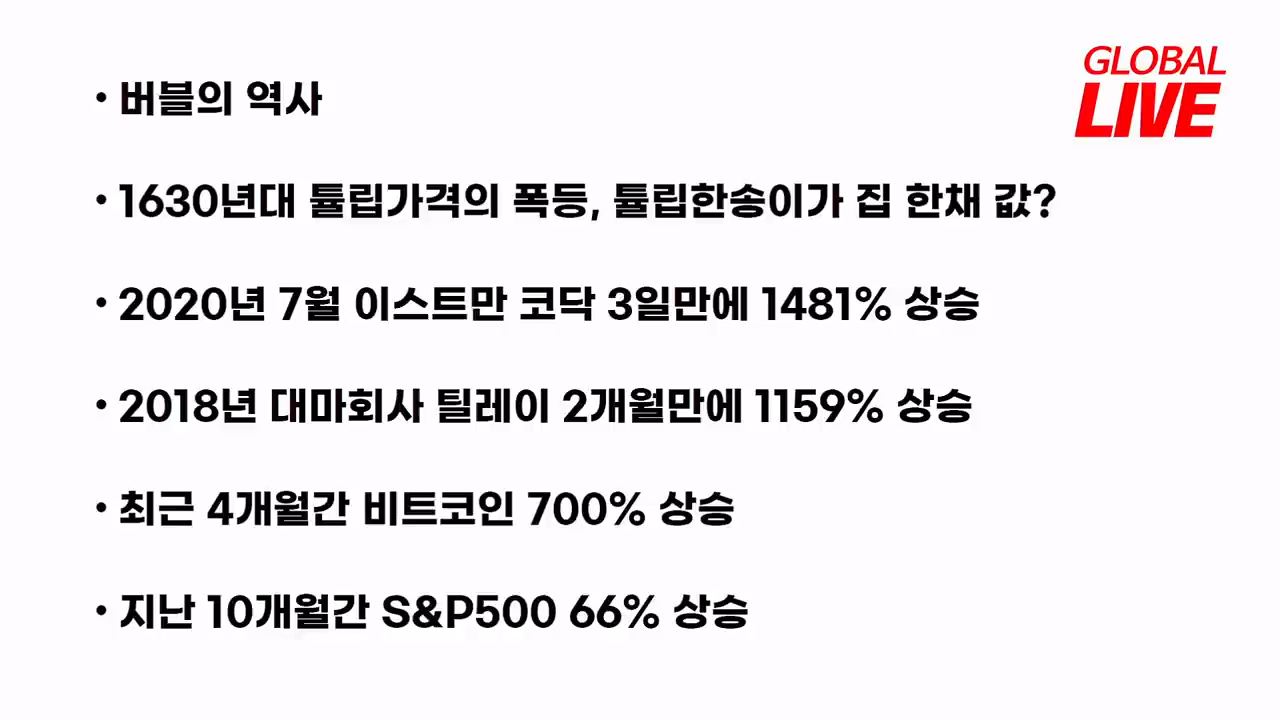 • 버블의 역사
GLOBAL
LIVE
• 1630년대 튤립가격의 폭등, 튤립한송이가 집 한채 값?
• 2020년 7월 이스트만 코닥 3일만에 1481% 상승
• 2018년 대마회사 틸레이 2개월만에 1159% 상승
• 최근 4개월간 비트코인 700% 상승
• 지난 10개월간 S&P500 66% 상승